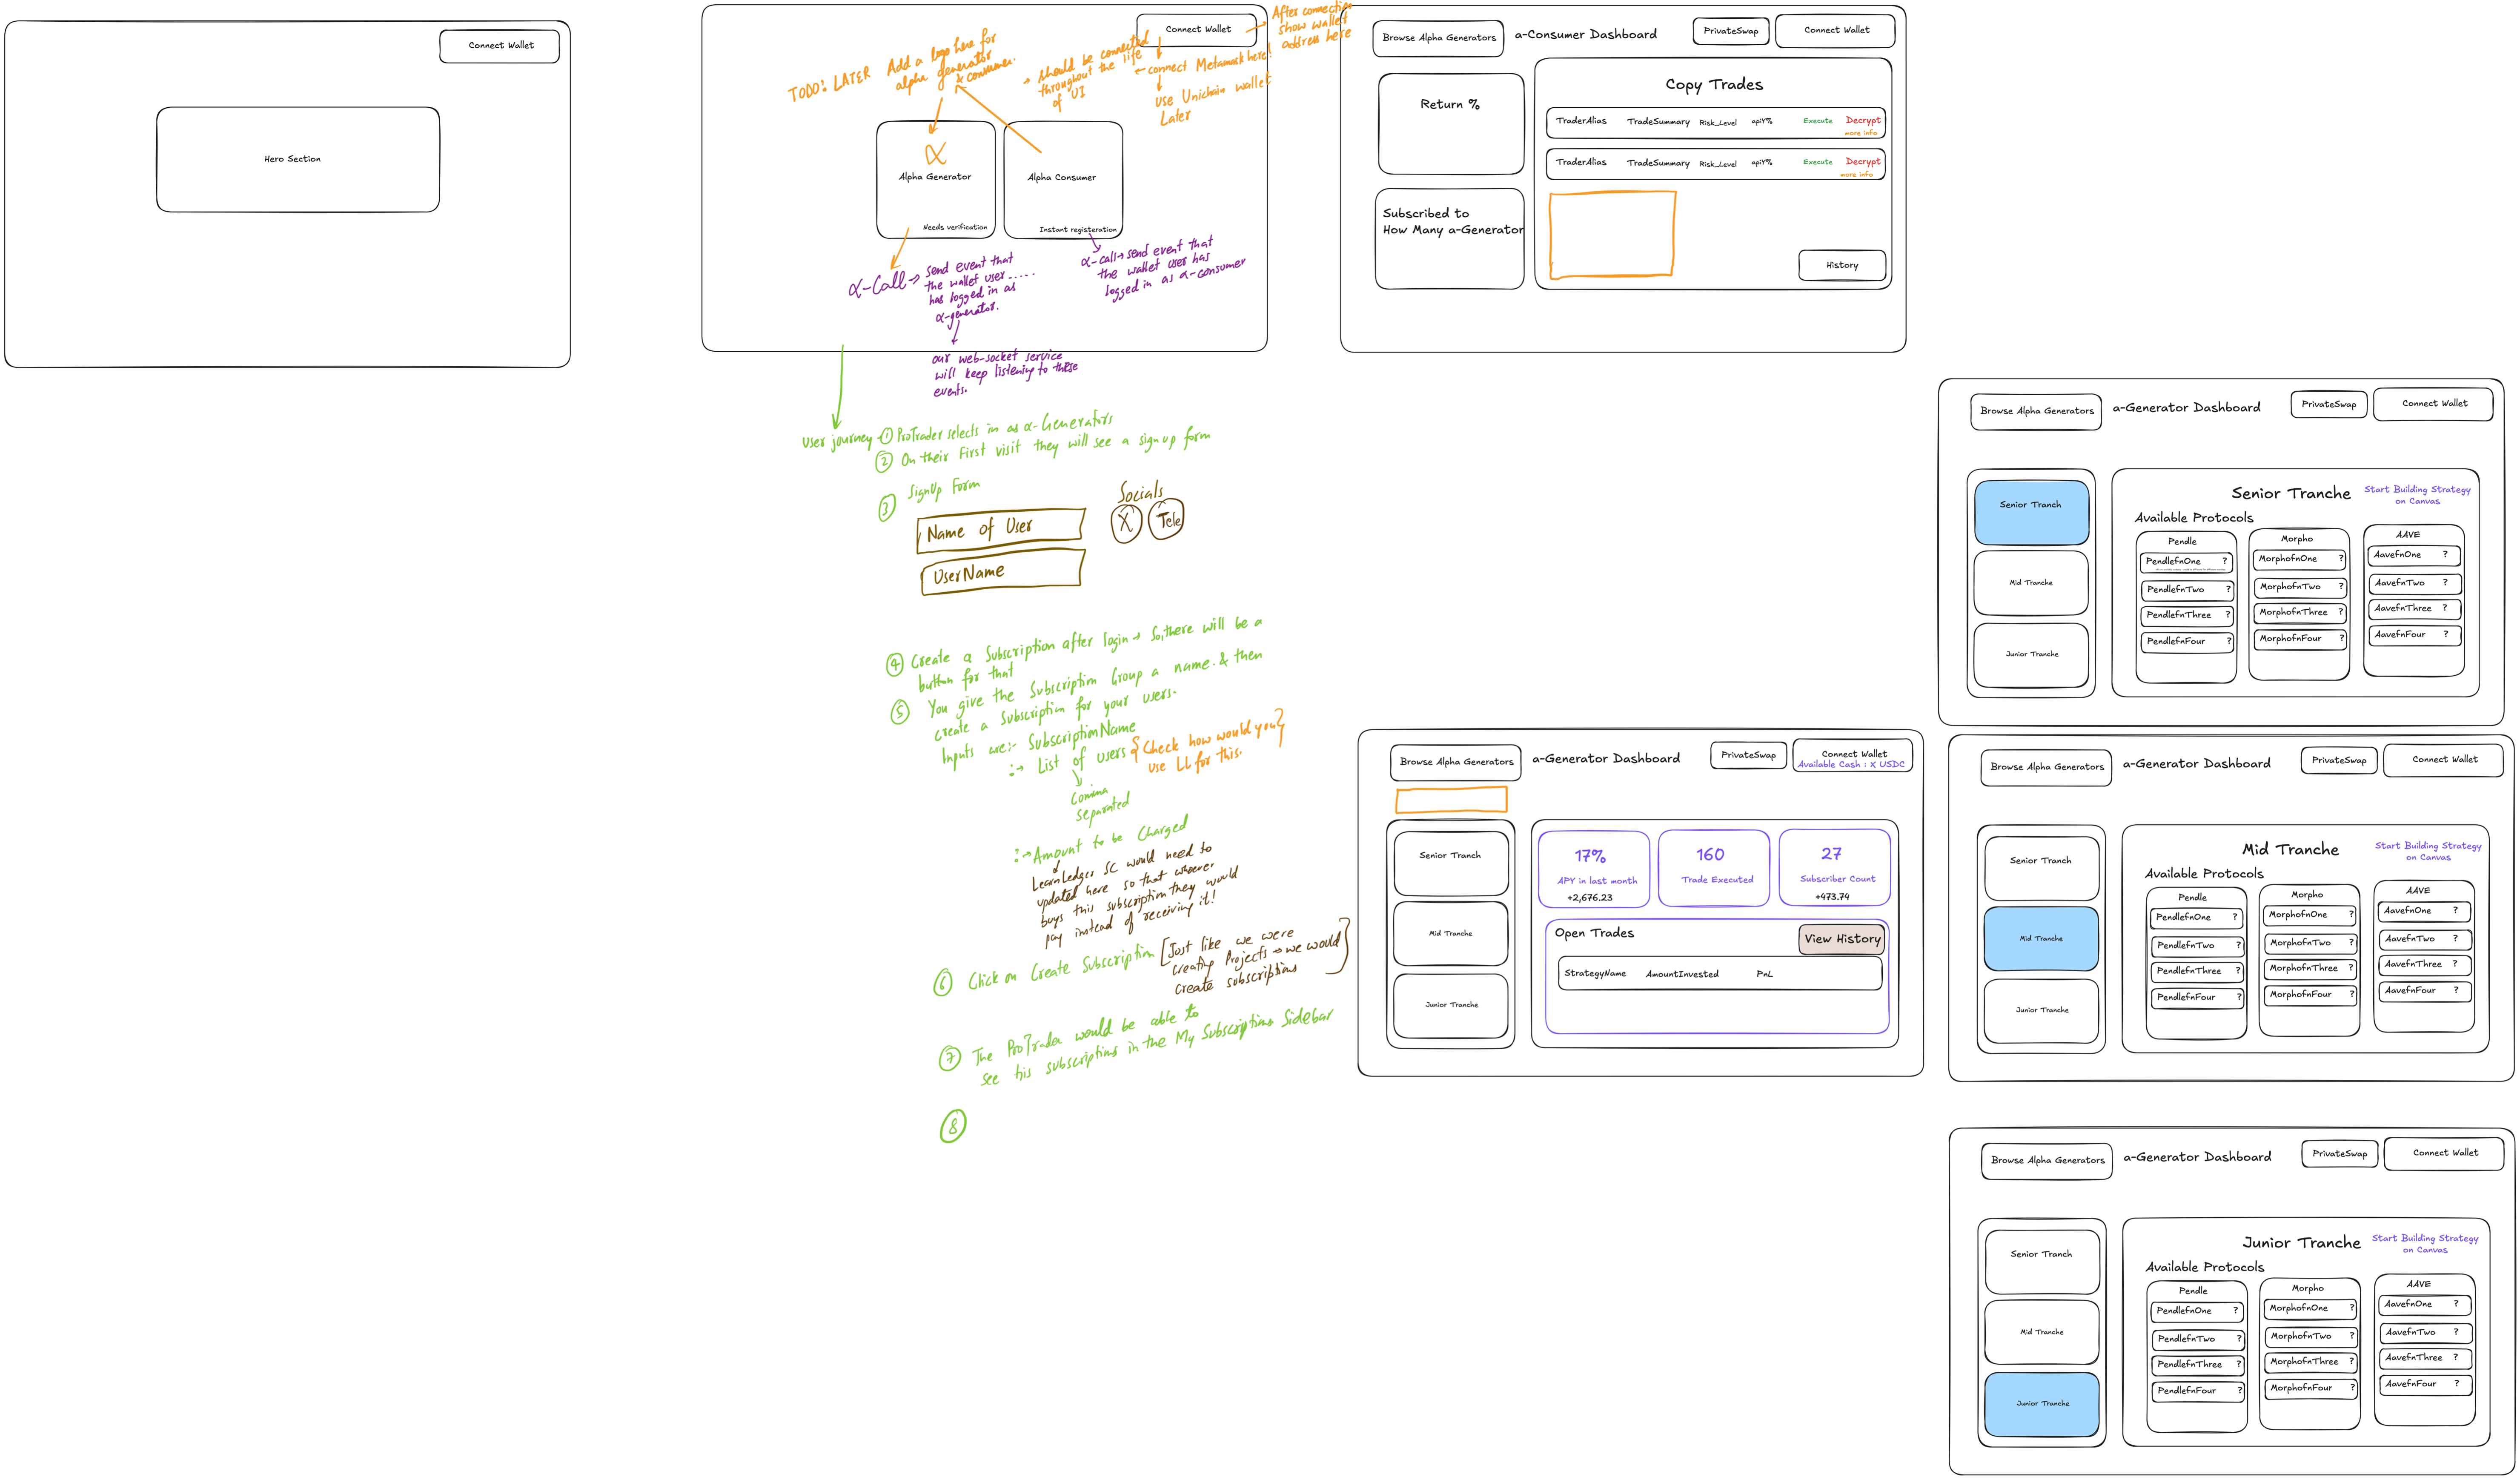 Connect Wallet
Hero Section
Connect Wallet
After connection
show wallet
address here
TODO: LATER Add a logo here for
alpha generator
& consumer.
→ should be connected
throughout the life
of UI
← connect Metamask here!
use Unichain wallet
Later
α
Alpha Generator
Needs verification
Alpha Consumer
Instant registeration
α-Call → send event that
the wallet user ......
has logged in as
α-generator.
our web-socket service
will keep listening to these
events.
α-call → send event that
the wallet user has
logged in as α-consumer
User journey → ① ProTrader selects in as α-Generators
② On their First visit they will see a sign up form
③ SignUp Form
Name of User
UserName
Socials
X
Tele
④ Create a Subscription after login → So, there will be a
button for that
⑤ You give the Subscription Group a name. & then
create a subscription for your users.
Inputs are:- SubscriptionName
:→ List of users { Check how would you }
use LL for this.
Comma
separated
:→ Amount to be Charged
LearnLedger SC would need to
updated here so that whoever
buys this subscription they would
pay instead of receiving it!
⑥ Click on Create Subscription [Just like we were
creating Projects → we would
create subscriptions]
⑦ The ProTrader would be able to
see his subscriptions in the My Subscriptions Sidebar
⑧
Browse Alpha Generators
a-Consumer Dashboard
PrivateSwap
Connect Wallet
Return %
Subscribed to
How Many a-Generator
Copy Trades
TraderAlias TradeSummary Risk_Level apiY% Execute Decrypt
more info
TraderAlias TradeSummary Risk_Level apiY% Execute Decrypt
more info
History
Browse Alpha Generators
a-Generator Dashboard
PrivateSwap
Connect Wallet
Senior Tranch
Mid Tranche
Junior Tranche
Senior Tranche
Start Building Strategy
on Canvas
Available Protocols
Pendle
PendlefnOne ?
PendlefnTwo ?
PendlefnThree ?
PendlefnFour ?
Morpho
MorphofnOne ?
MorphofnTwo ?
MorphofnThree ?
MorphofnFour ?
AAVE
AavefnOne ?
AavefnTwo ?
AavefnThree ?
AavefnFour ?
Browse Alpha Generators
a-Generator Dashboard
PrivateSwap
Connect Wallet
Available Cash : X USDC
Senior Tranch
Mid Tranche
Junior Tranche
17%
APY in last month
+2,676.23
160
Trade Executed
27
Subscriber Count
+473.74
Open Trades
View History
StrategyName AmountInvested PnL
Browse Alpha Generators
a-Generator Dashboard
PrivateSwap
Connect Wallet
Senior Tranch
Mid Tranche
Junior Tranche
Mid Tranche
Start Building Strategy
on Canvas
Available Protocols
Pendle
PendlefnOne ?
PendlefnTwo ?
PendlefnThree ?
PendlefnFour ?
Morpho
MorphofnOne ?
MorphofnTwo ?
MorphofnThree ?
MorphofnFour ?
AAVE
AavefnOne ?
AavefnTwo ?
AavefnThree ?
AavefnFour ?
Browse Alpha Generators
a-Generator Dashboard
PrivateSwap
Connect Wallet
Senior Tranch
Mid Tranche
Junior Tranche
Junior Tranche
Start Building Strategy
on Canvas
Available Protocols
Pendle
PendlefnOne ?
PendlefnTwo ?
PendlefnThree ?
PendlefnFour ?
Morpho
MorphofnOne ?
MorphofnTwo ?
MorphofnThree ?
MorphofnFour ?
AAVE
AavefnOne ?
AavefnTwo ?
AavefnThree ?
AavefnFour ?